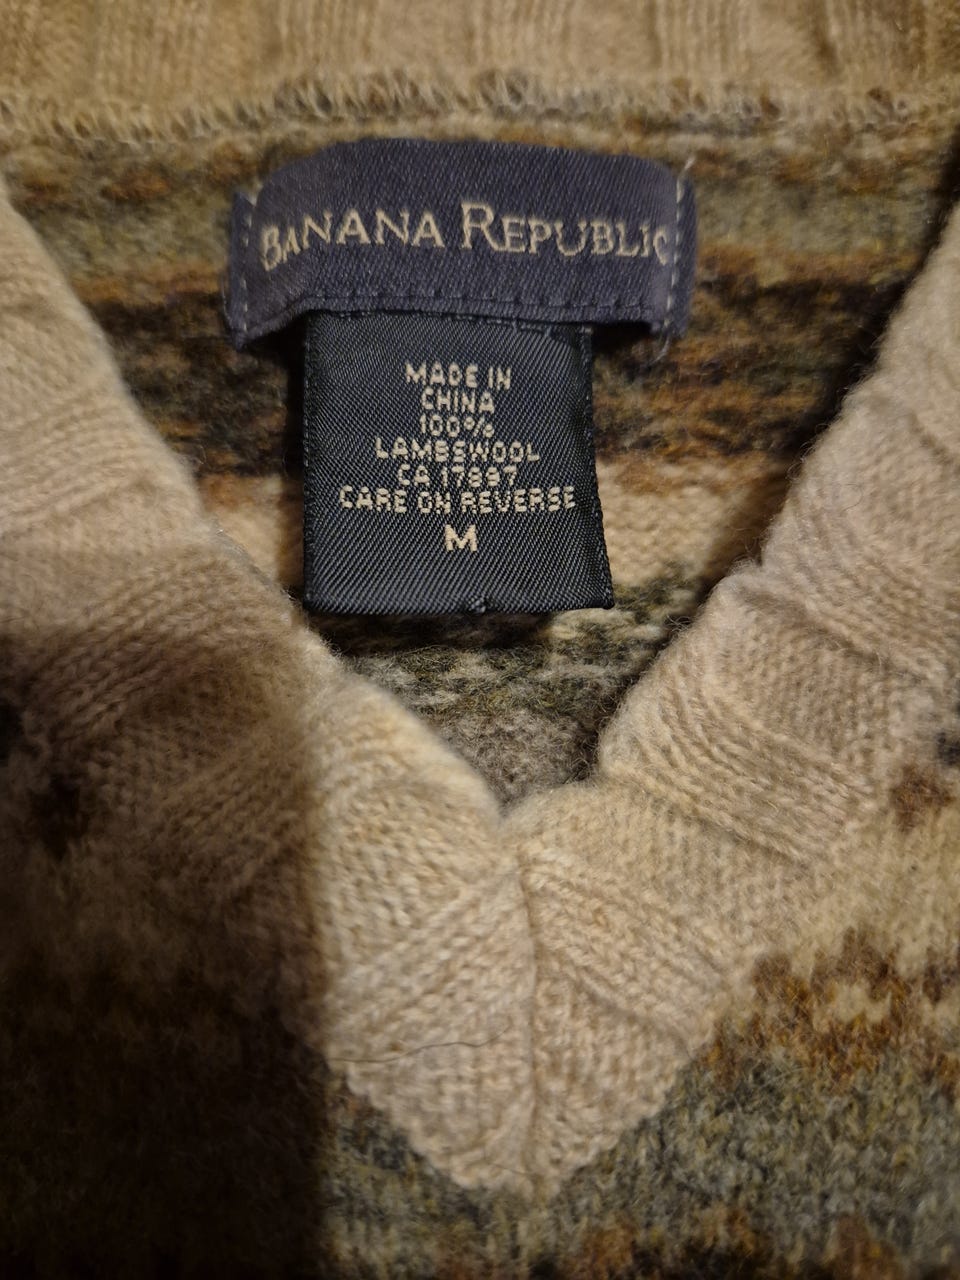 BANANA REPUBLIC
MADE IN
CHINA
100%
LAMBSWOOL
CA 17897
CARE ON REVERSE
M